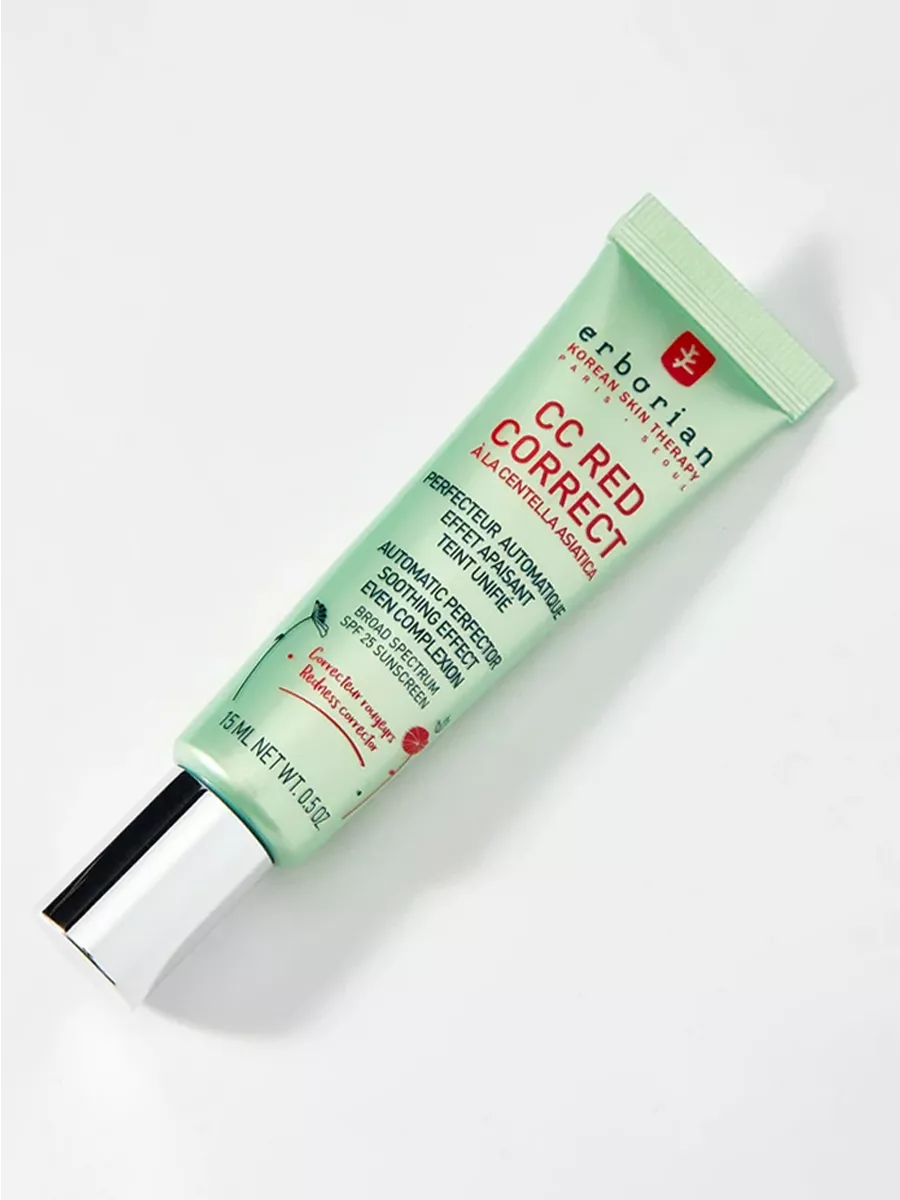 erborian
KOREAN SKIN THERAPY
PARIS ' SEOUL
CC RED
CORRECT
À LA CENTELLA ASIATICA
PERFECTEUR AUTOMATIQUE
EFFET APAISANT
TEINT UNIFIÉ
AUTOMATIC PERFECTOR
SOOTHING EFFECT
EVEN COMPLEXION
BROAD SPECTRUM
SPF 25 SUNSCREEN
Correcteur rougeurs
Redness corrector
15 ML NET WT. 0.5 OZ.